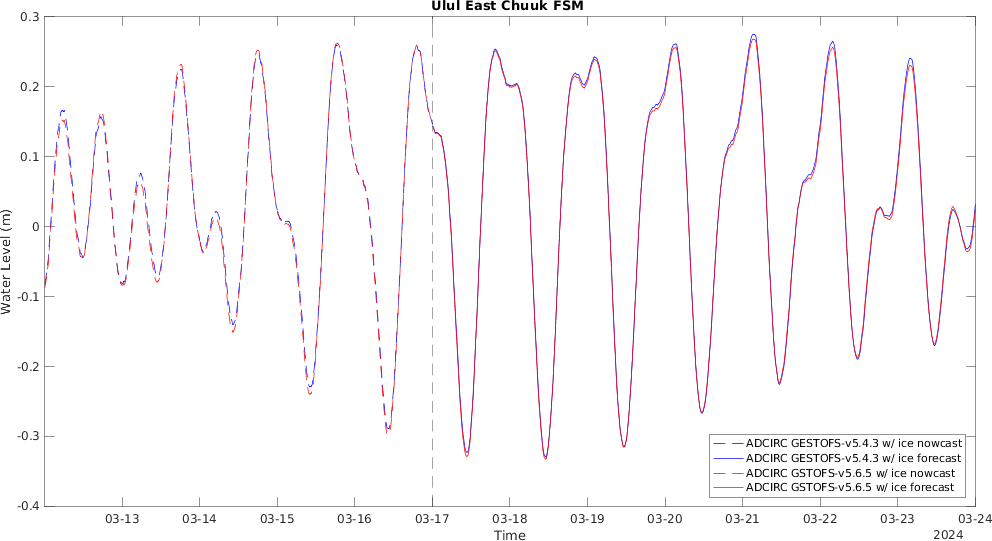 Ulul East Chuuk FSM
0.3
0.2
0.1
0
-0.1
-0.2
-0.3
-0.4
Water Level (m)
03-13 03-14 03-15 03-16 03-17 03-18 03-19 03-20 03-21 03-22 03-23 03-24
Time
2024
ADCIRC GESTOFS-v5.4.3 w/ ice nowcast
ADCIRC GESTOFS-v5.4.3 w/ ice forecast
ADCIRC GSTOFS-v5.6.5 w/ ice nowcast
ADCIRC GSTOFS-v5.6.5 w/ ice forecast